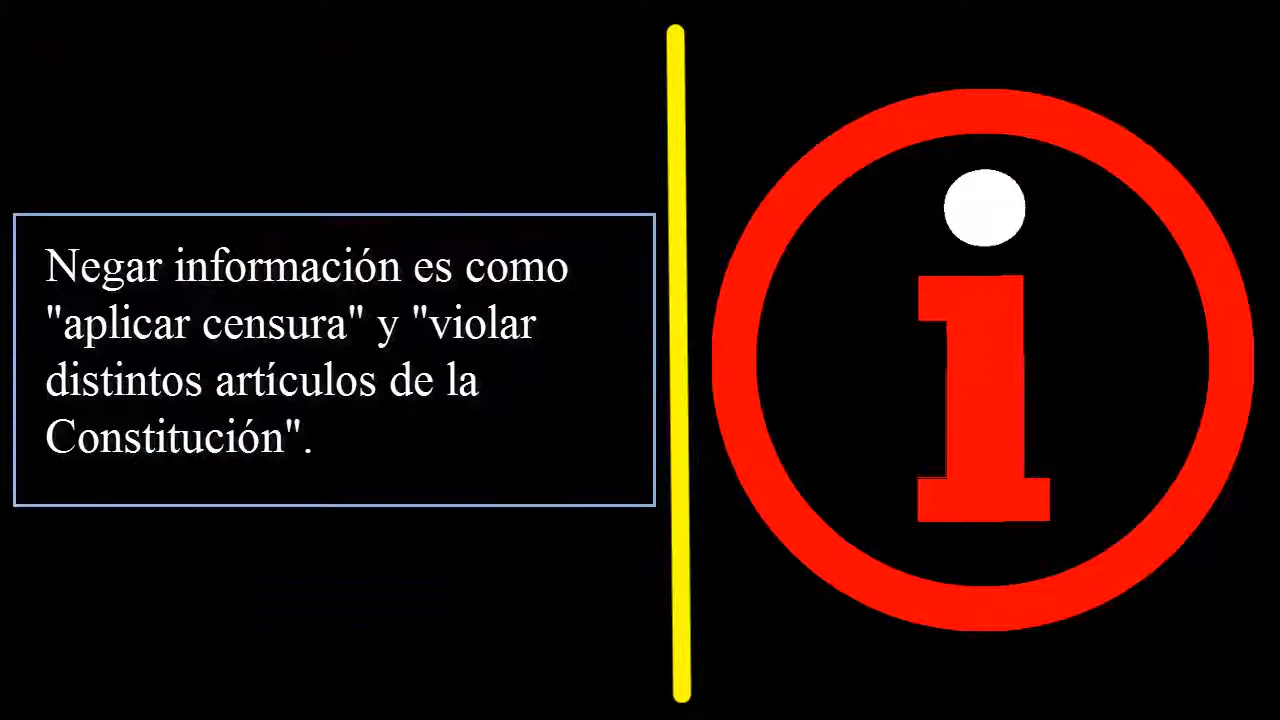 Negar información es como
"aplicar censura" y "violar
distintos artículos de la
Constitución".
i